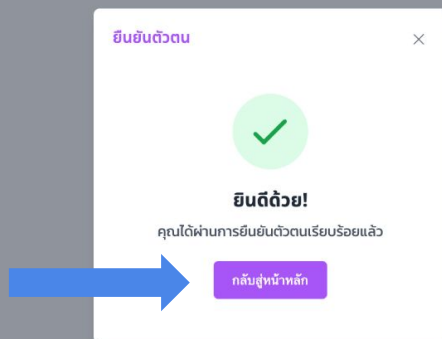 ยืนยันตัวตน
ยินดีด้วย!
คุณได้ผ่านการยืนยันตัวตนเรียบร้อยแล้ว
กลับสู่หน้าหลัก